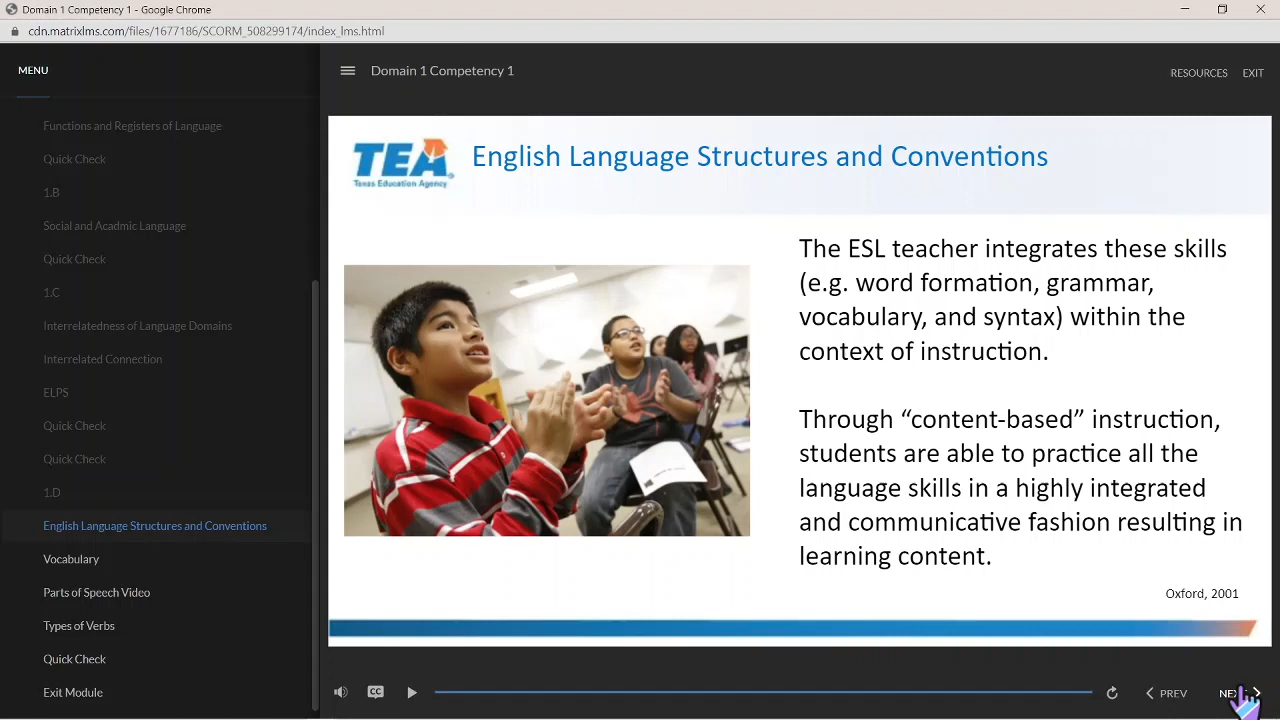 Domain 1 Competency 1 - Google Chrome
cdn.matrixlms.com/files/1677186/SCORM_508299174/index_lms.html
MENU
Domain 1 Competency 1
RESOURCES
EXIT
Functions and Registers of Language
Quick Check
1.B
Social and Acadmic Language
Quick Check
1.C
Interrelatedness of Language Domains
Interrelated Connection
ELPS
Quick Check
Quick Check
1.D
English Language Structures and Conventions
Vocabulary
Parts of Speech Video
Types of Verbs
Quick Check
Exit Module
TEA
Texas Education Agency
English Language Structures and Conventions
The ESL teacher integrates these skills
(e.g. word formation, grammar,
vocabulary, and syntax) within the
context of instruction.
Through “content-based” instruction,
students are able to practice all the
language skills in a highly integrated
and communicative fashion resulting in
learning content.
Oxford, 2001
CC
PREV